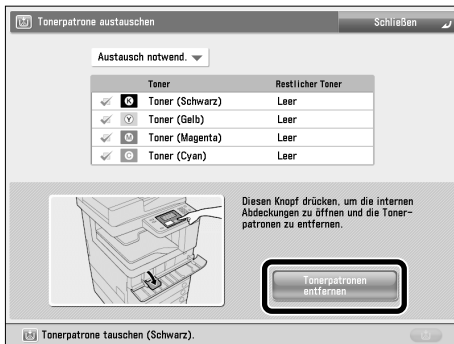 Tonerpatrone austauschen
Schließen
Austausch notwend.
Toner Restlicher Toner
K Toner (Schwarz) Leer
Y Toner (Gelb) Leer
M Toner (Magenta) Leer
C Toner (Cyan) Leer
Diesen Knopf drücken, um die internen
Abdeckungen zu öffnen und die Toner-
patronen zu entfernen.
Tonerpatronen
entfernen
Tonerpatrone tauschen (Schwarz).